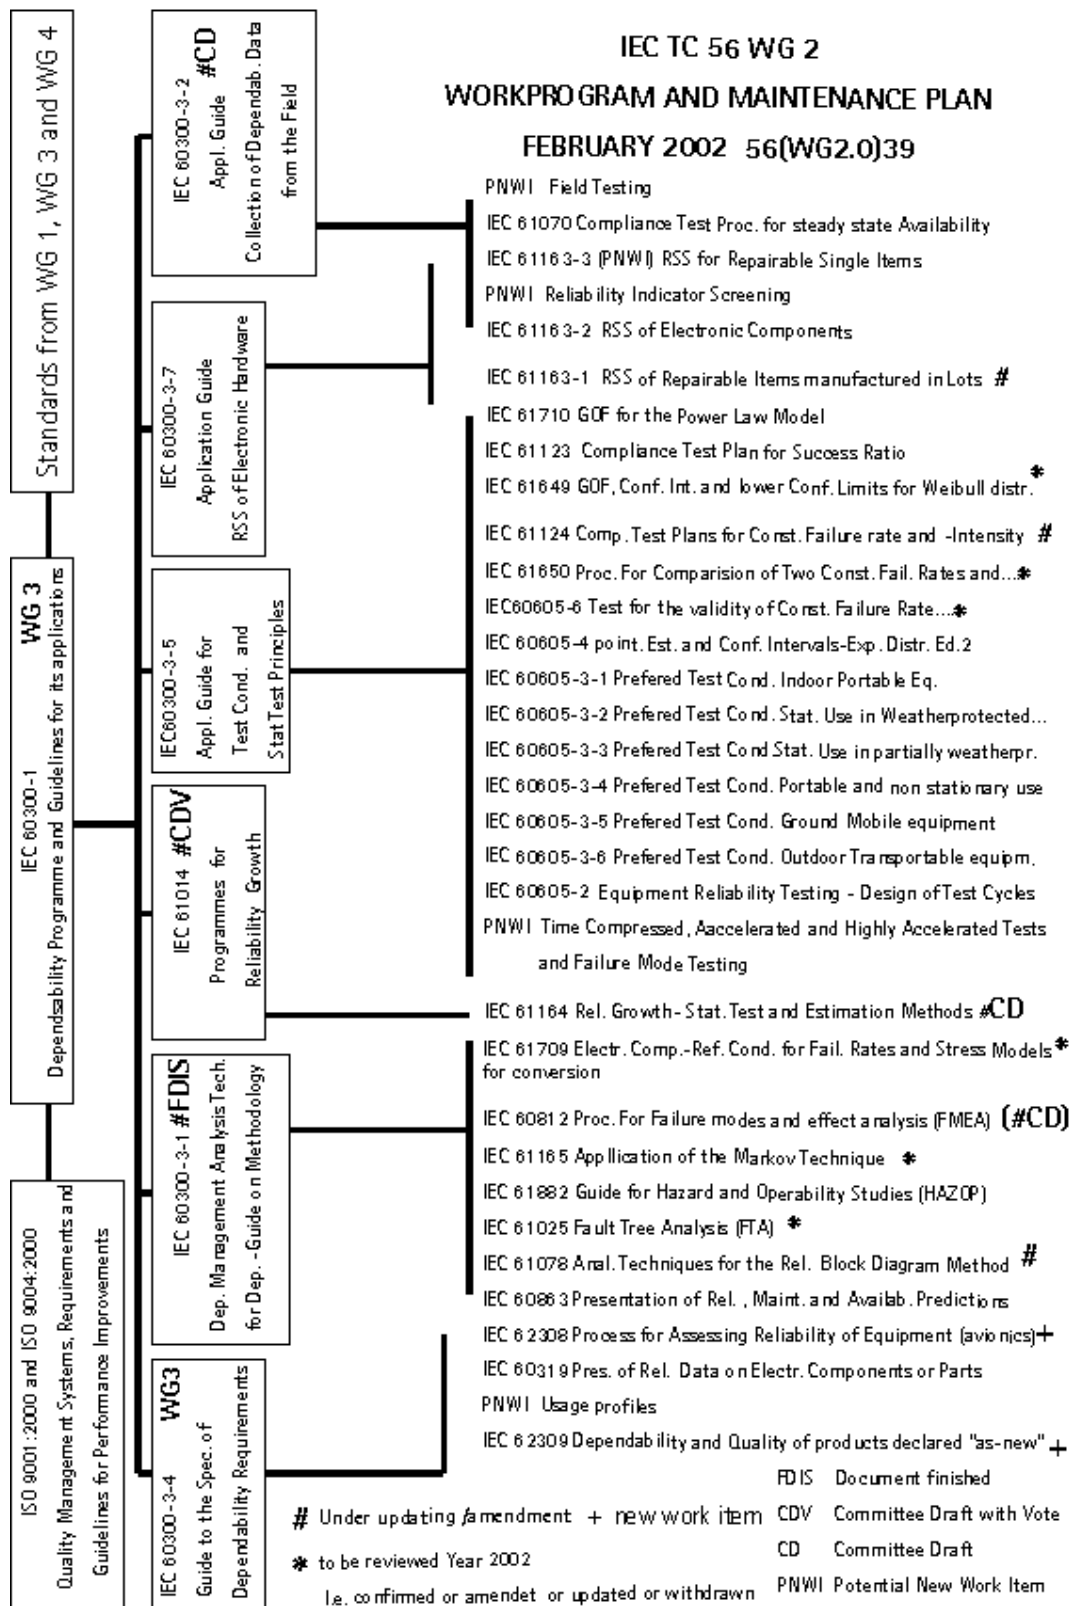 IEC TC 56 WG 2
WORKPROGRAM AND MAINTENANCE PLAN
FEBRUARY 2002 56(WG2.0)39
Standards from WG 1, WG 3 and WG 4
WG 3
IEC 60300-1
Dependsability Programme and Guidelines for its applications
ISO 9001:2000 and ISO 9004:2000
Quality Management Systems, Requirements and
Guidelines for Performance Improvements
IEC 60300-3-2 #CD
Appl. Guide
Collection of Dependab. Data
from the Field
IEC 60300-3-7
Application Guide
RSS of Electronic Hardware
IEC60300-3-5
Appl. Guide for
Test Cond. and
Stat Test Principles
IEC 61014 #CDV
Programmes for
Reliability Growth
IEC 60300-3-1 #FDIS
Dep. Management Analysis Tech.
for Dep. -Guide on Methodology
IEC 60300-3-4 WG3
Guide to the Spec. of
Dependability Requirements
PNWI Field Testing
IEC 61070 Compliance Test Proc. for steady state Availability
IEC 61163-3 (PNWI) RSS for Repairable Single Items
PNWI Reliability Indicator Screening
IEC 61163-2 RSS of Electronic Components
IEC 61163-1 RSS of Repairable Items manufactured in Lots #
IEC 61710 GOF for the Power Law Model
IEC 61123 Compliance Test Plan for Success Ratio
IEC 61649 GOF, Conf. Int. and lower Conf. Limits for Weibull distr.*
IEC 61124 Comp. Test Plans for Const. Failure rate and -Intensity #
IEC 61650 Proc. For Comparision of Two Const. Fail. Rates and...*
IEC60605-6 Test for the validity of Const. Failure Rate...*
IEC 60605-4 point. Est. and Conf. Intervals-Exp. Distr. Ed.2
IEC 60605-3-1 Prefered Test Cond. Indoor Portable Eq.
IEC 60605-3-2 Prefered Test Cond. Stat. Use in Weatherprotected...
IEC 60605-3-3 Prefered Test Cond.Stat. Use in partially weatherpr.
IEC 60605-3-4 Prefered Test Cond. Portable and non stationary use
IEC 60605-3-5 Prefered Test Cond. Ground Mobile equipment
IEC 60605-3-6 Prefered Test Cond. Outdoor Transportable equipm.
IEC 60605-2 Equipment Reliability Testing - Design of Test Cycles
PNWI Time Compressed, Aaccelerated and Highly Accelerated Tests
and Failure Mode Testing
IEC 61164 Rel. Growth- Stat. Test and Estimation Methods #CD
IEC 61709 Electr. Comp.-Ref. Cond. for Fail. Rates and Stress Models *
for conversion
IEC 60812 Proc. For Failure modes and effect analysis (FMEA) (#CD)
IEC 61165 Appllication of the Markov Technique *
IEC 61882 Guide for Hazard and Operability Studies (HAZOP)
IEC 61025 Fault Tree Analysis (FTA) *
IEC 61078 Anal. Techniques for the Rel. Block Diagram Method #
IEC 60863 Presentation of Rel. , Maint. and Availab. Predictions
IEC 62308 Process for Assessing Reliability of Equipment (avionics)+
IEC 60319 Pres. of Rel. Data on Electr. Components or Parts
PNWI Usage profiles
IEC 62309 Dependability and Quality of products declared "as-new" +
# Under updating /amendment + new work item
* to be reviewed Year 2002
I.e. confirmed or amendet or updated or withdrawn
FDIS Document finished
CDV Committee Draft with Vote
CD Committee Draft
PNWI Potential New Work Item